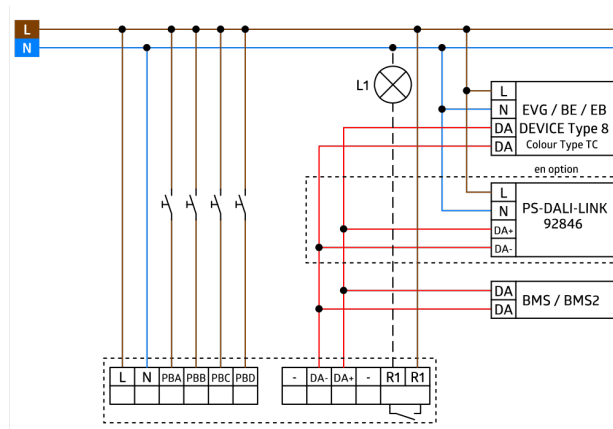 L
N
L1
L
N
DA
DA
EVG / BE / EB
DEVICE Type 8
Colour Type TC
en option
L
N
DA+
DA-
PS-DALI-LINK
92846
DA
DA
BMS / BMS2
L N PBA PBB PBC PBD
- DA- DA+ - R1 R1